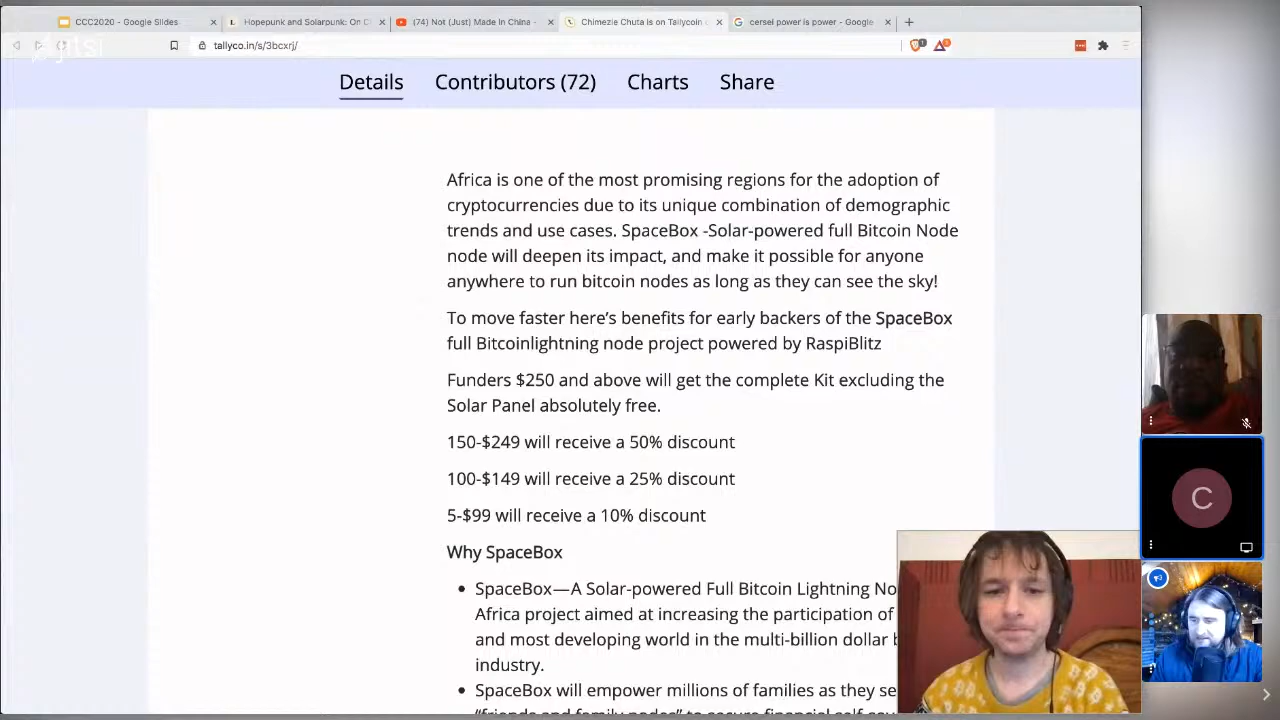 CCC2020 - Google Slides
Hopepunk and Solarpunk: On C
(74) Not (Just) Made In China -
Chimezie Chuta is on Tallycoin
cersei power is power - Google
jitsi
tallyco.in/s/3bcxrj/
Details
Contributors (72)
Charts
Share
Africa is one of the most promising regions for the adoption of
cryptocurrencies due to its unique combination of demographic
trends and use cases. SpaceBox -Solar-powered full Bitcoin Node
node will deepen its impact, and make it possible for anyone
anywhere to run bitcoin nodes as long as they can see the sky!
To move faster here’s benefits for early backers of the SpaceBox
full Bitcoinlightning node project powered by RaspiBlitz
Funders $250 and above will get the complete Kit excluding the
Solar Panel absolutely free.
150-$249 will receive a 50% discount
100-$149 will receive a 25% discount
5-$99 will receive a 10% discount
Why SpaceBox
SpaceBox—A Solar-powered Full Bitcoin Lightning No
Africa project aimed at increasing the participation of
and most developing world in the multi-billion dollar b
industry.
SpaceBox will empower millions of families as they se
“friends and family nodes” to secure financial self
C